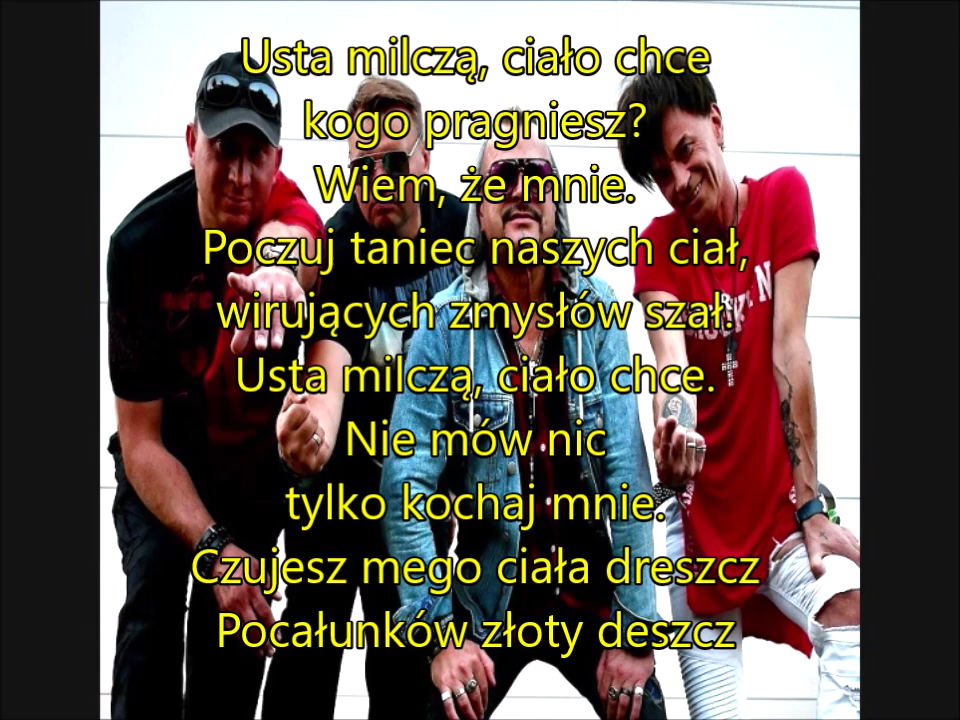 Usta milczą, ciało chce
kogo pragniesz?
Wiem, że mnie.
Poczuj taniec naszych ciał,
wirujących zmysłów szał.
Usta milczą, ciało chce.
Nie mów nic
tylko kochaj mnie.
Czujesz mego ciała dreszcz
Pocałunków złoty deszcz